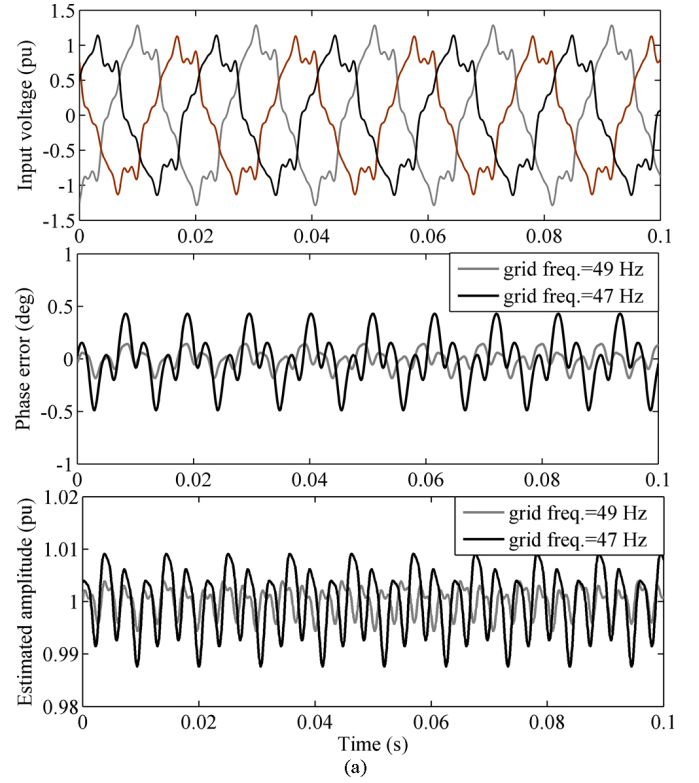 1.5
1
0.5
0
-0.5
-1
-1.5
Input voltage (pu)
0 0.02 0.04 0.06 0.08 0.1
1
0.5
0
-0.5
-1
Phase error (deg)
grid freq.=49 Hz
grid freq.=47 Hz
0 0.02 0.04 0.06 0.08 0.1
1.02
1.01
1
0.99
0.98
Estimated amplitude (pu)
grid freq.=49 Hz
grid freq.=47 Hz
0 0.02 0.04 0.06 0.08 0.1
Time (s)
(a)